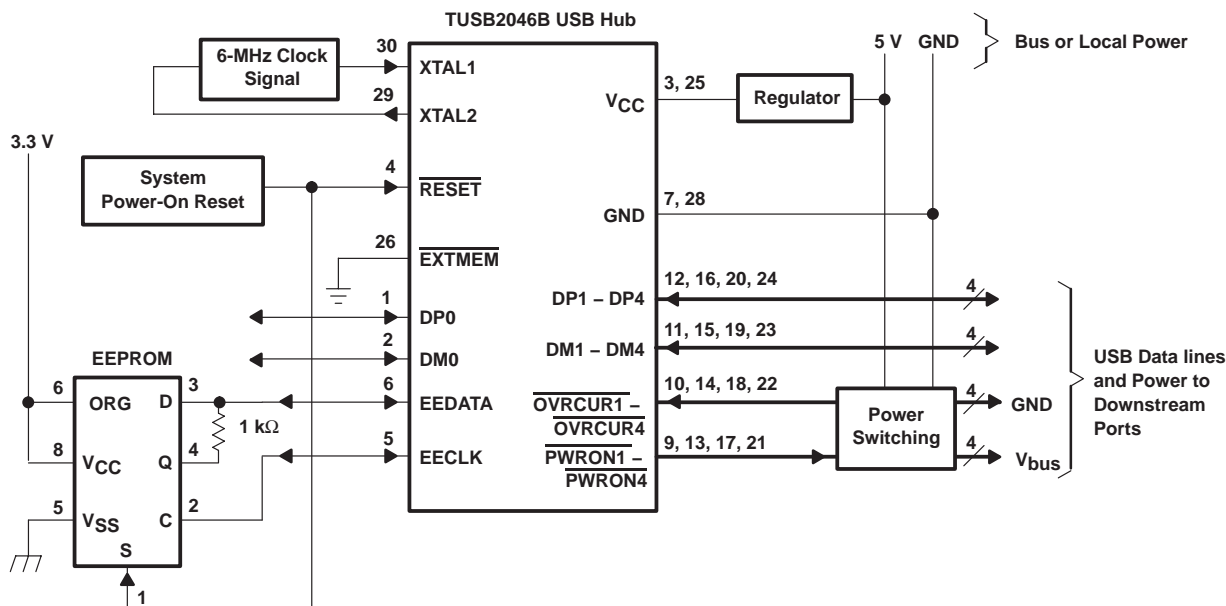 TUSB2046B USB Hub
5 V GND
Bus or Local Power
6-MHz Clock
Signal
30
XTAL1
29
XTAL2
VCC
3, 25
Regulator
3.3 V
System
Power-On Reset
4
RESET
GND
7, 28
26
EXTMEM
1
DP0
DP1 – DP4
12, 16, 20, 24
4
2
DM0
DM1 – DM4
11, 15, 19, 23
4
USB Data lines
and Power to
Downstream
Ports
EEPROM
6
ORG
D
3
1 kΩ
6
EEDATA
OVRCUR1 –
OVRCUR4
10, 14, 18, 22
Power
Switching
4
GND
8
VCC
Q
4
5
EECLK
PWRON1 –
PWRON4
9, 13, 17, 21
4
Vbus
5
VSS
C
2
S
1